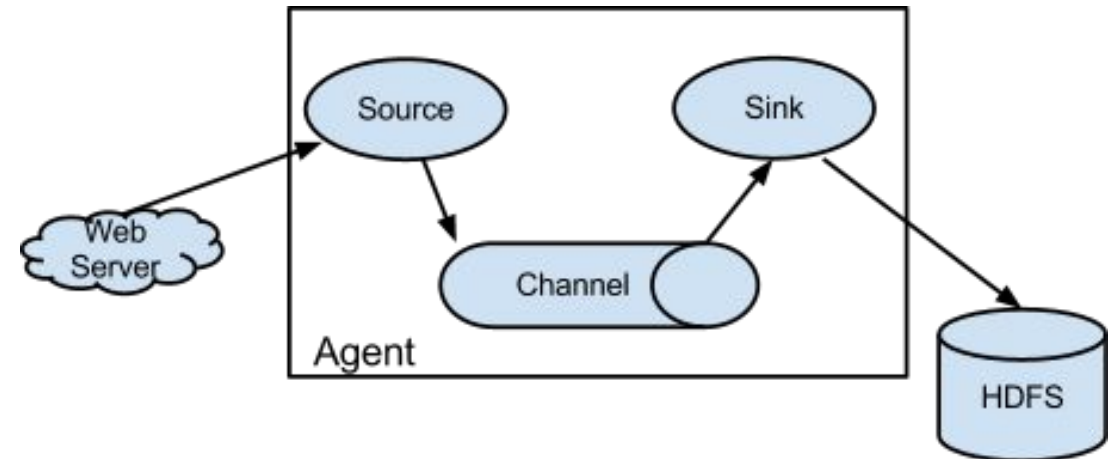 Source
Sink
Web
Server
Channel
Agent
HDFS